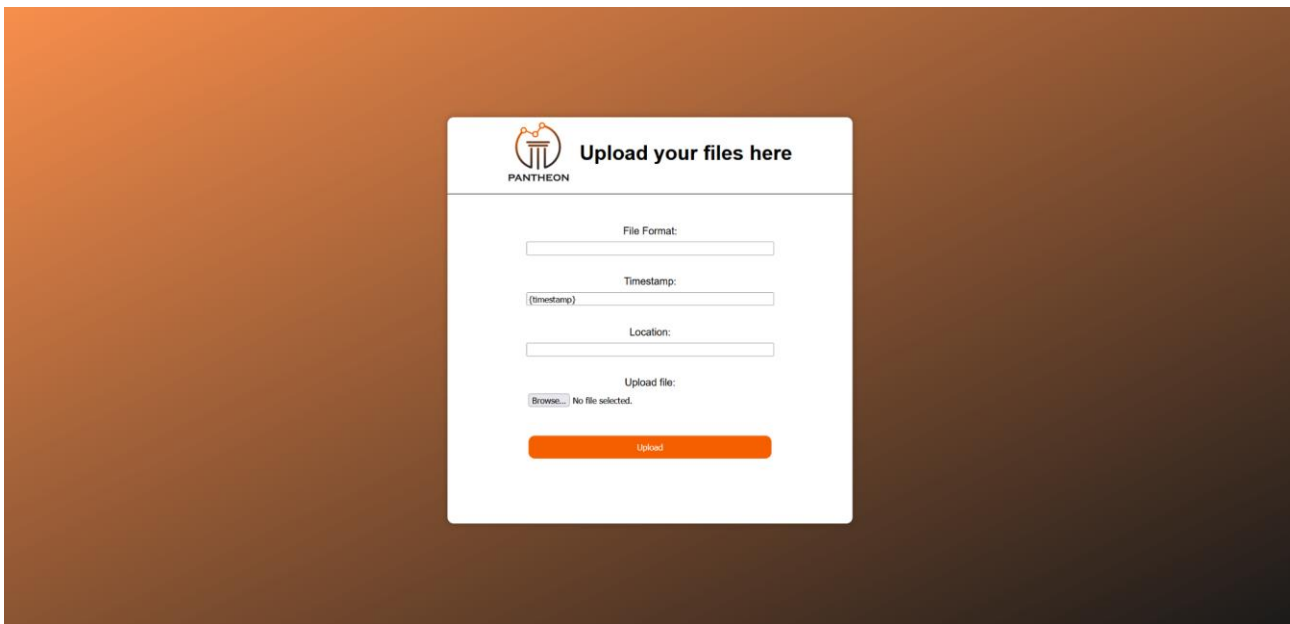 Upload your files here
PANTHEON
File Format:
Timestamp:
{timestamp}
Location:
Upload file:
Browse... No file selected.
Upload